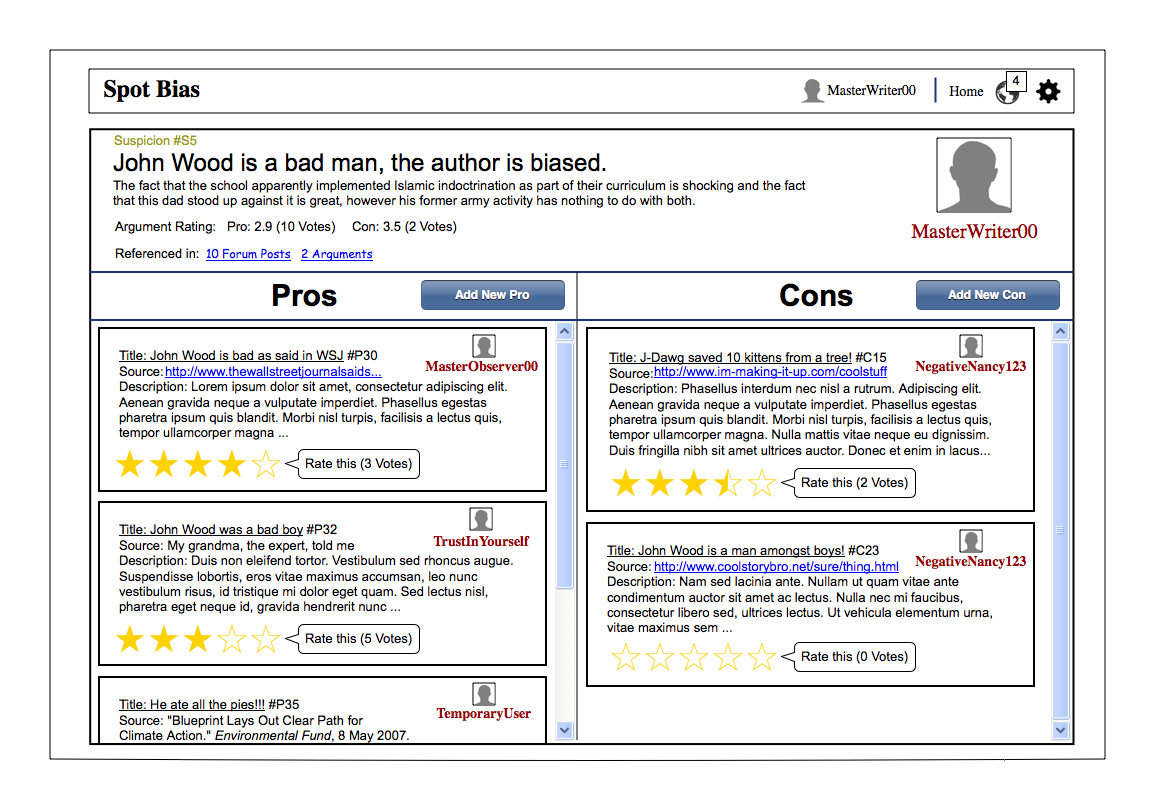 Spot Bias
MasterWriter00
Home
4
Suspicion #S5
John Wood is a bad man, the author is biased.
The fact that the school apparently implemented Islamic indoctrination as part of their curriculum is shocking and the fact
that this dad stood up against it is great, however his former army activity has nothing to do with both.
Argument Rating: Pro: 2.9 (10 Votes) Con: 3.5 (2 Votes)
Referenced in: 10 Forum Posts 2 Arguments
MasterWriter00
Pros
Add New Pro
Title: John Wood is bad as said in WSJ #P30
Source: http://www.thewallstreetjournalsaids...
MasterObserver00
Description: Lorem ipsum dolor sit amet, consectetur adipiscing elit.
Aenean gravida neque a vulputate imperdiet. Phasellus egestas
pharetra ipsum quis blandit. Morbi nisl turpis, facilisis a lectus quis,
tempor ullamcorper magna ...
Rate this (3 Votes)
Title: John Wood was a bad boy #P32
Source: My grandma, the expert, told me
TrustInYourself
Description: Duis non eleifend tortor. Vestibulum sed rhoncus augue.
Suspendisse lobortis, eros vitae maximus accumsan, leo nunc
vestibulum risus, id tristique mi dolor eget quam. Sed lectus nisl,
pharetra eget neque id, gravida hendrerit nunc ...
Rate this (5 Votes)
Title: He ate all the pies!!! #P35
TemporaryUser
Source: "Blueprint Lays Out Clear Path for
Climate Action." Environmental Fund, 8 May 2007.
Cons
Add New Con
Title: J-Dawg saved 10 kittens from a tree! #C15
Source:http://www.im-making-it-up.com/coolstuff
NegativeNancy123
Description: Phasellus interdum nec nisl a rutrum. Adipiscing elit.
Aenean gravida neque a vulputate imperdiet. Phasellus egestas
pharetra ipsum quis blandit. Morbi nisl turpis, facilisis a lectus quis,
tempor ullamcorper magna. Nulla mattis vitae neque eu dignissim.
Duis fringilla nibh sit amet ultrices auctor. Donec et enim in lacus...
Rate this (2 Votes)
Title: John Wood is a man amongst boys! #C23
Source: http://www.coolstorybro.net/sure/thing.html
NegativeNancy123
Description: Nam sed lacinia ante. Nullam ut quam vitae ante
condimentum auctor sit amet ac lectus. Nulla nec mi faucibus,
consectetur libero sed, ultrices lectus. Ut vehicula elementum urna,
vitae maximus sem ...
Rate this (0 Votes)